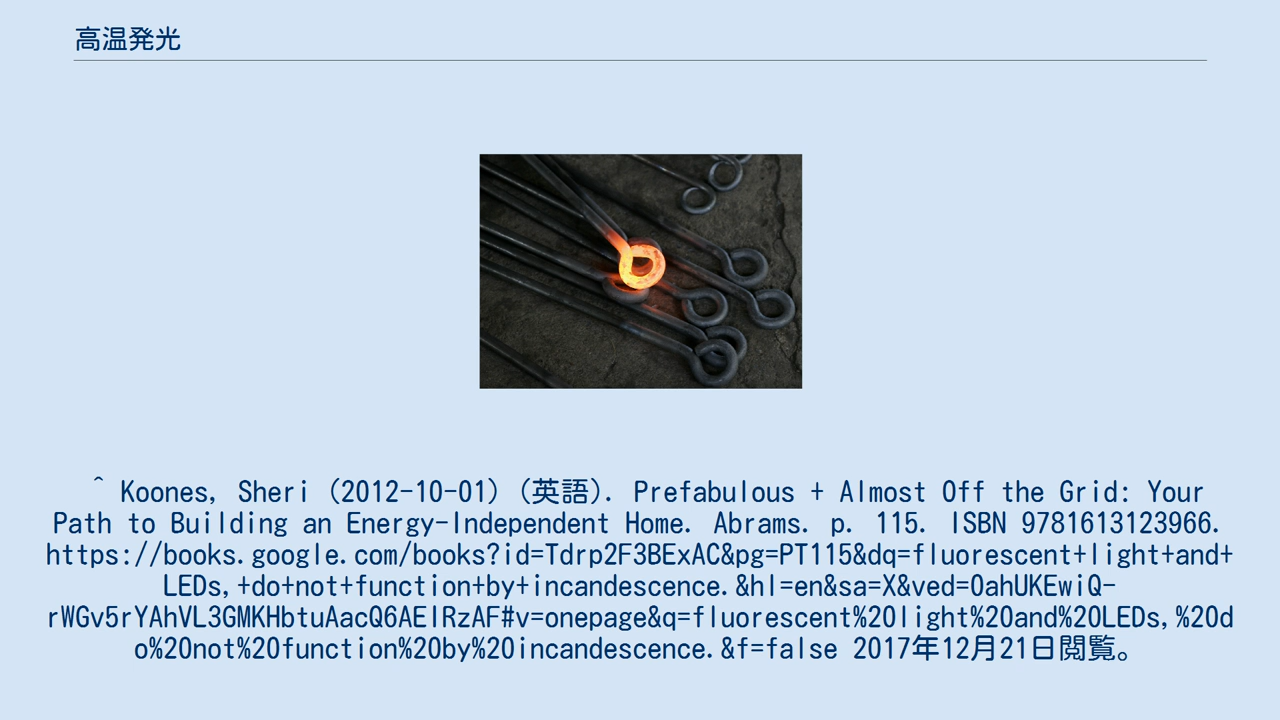 高温発光
^ Koones, Sheri (2012-10-01) (英語). Prefabulous + Almost Off the Grid: Your
Path to Building an Energy-Independent Home. Abrams. p. 115. ISBN 9781613123966.
https://books.google.com/books?id=Tdrp2F3BExAC&pg=PT115&dq=fluorescent+light+and+
LEDs,+do+not+function+by+incandescence.&hl=en&sa=X&ved=0ahUKEwiQ-
rWGv5rYAhVL3GMKHbtuAacQ6AEIRzAF#v=onepage&q=fluorescent%20light%20and%20LEDs,%20d
o%20not%20function%20by%20incandescence.&f=false 2017年12月21日閲覧。